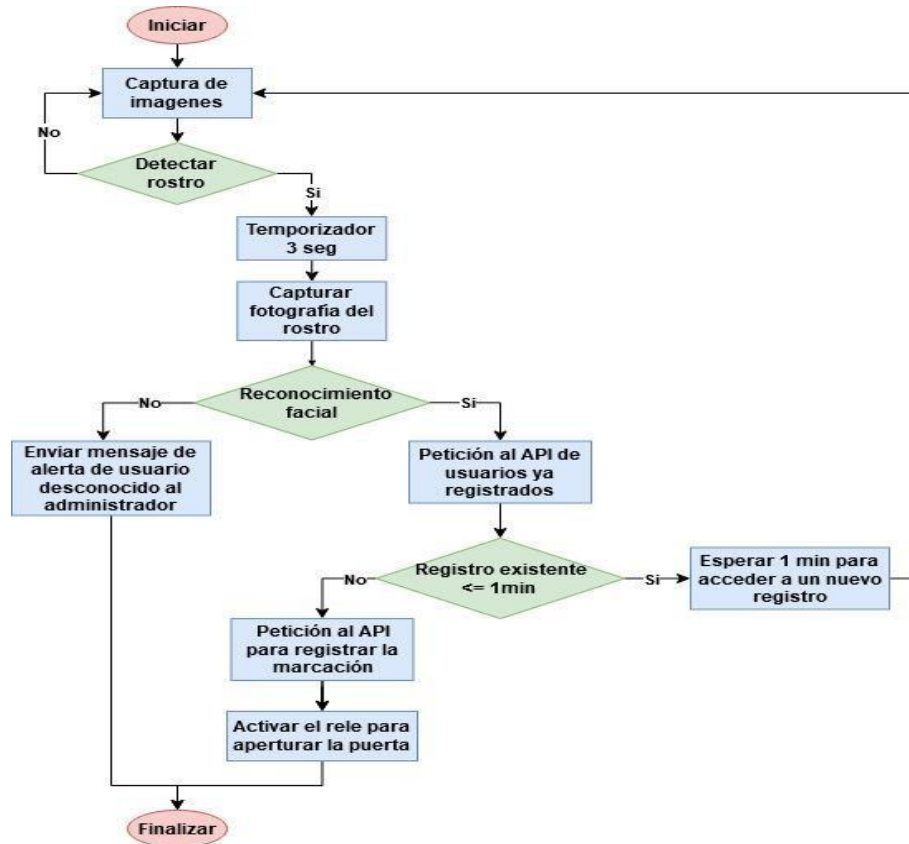 Iniciar
Captura de
imagenes
No
Detectar
rostro
Si
Temporizador
3 seg
Capturar
fotografía del
rostro
Reconocimiento
facial
No
Si
Enviar mensaje de
alerta de usuario
desconocido al
administrador
Petición al API de
usuarios ya
registrados
Registro existente
<= 1min
No
Si
Esperar 1 min para
acceder a un nuevo
registro
Petición al API
para registrar la
marcación
Activar el rele para
aperturar la puerta
Finalizar